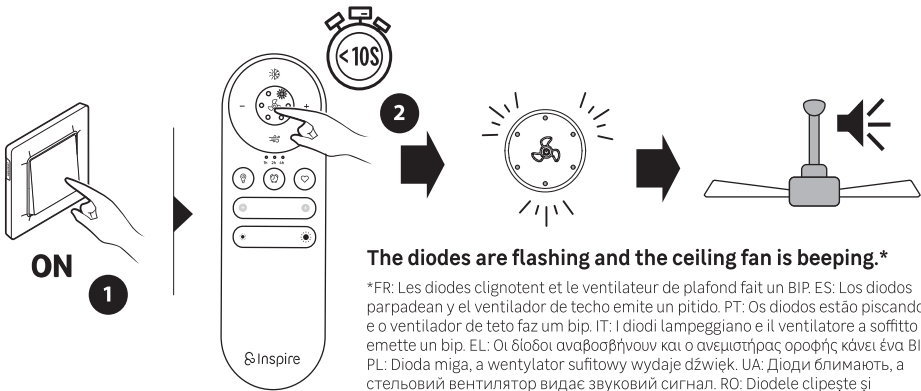 <10S
2
ON
1
1h 2h 4h
Inspire
The diodes are flashing and the ceiling fan is beeping.*
*FR: Les diodes clignotent et le ventilateur de plafond fait un BIP. ES: Los diodos
parpadean y el ventilador de techo emite un pitido. PT: Os diodos estão piscando
e o ventilador de teto faz um bip. IT: I diodi lampeggiano e il ventilatore a soffitto
emette un bip. EL: Οι δίοδοι αναβοσβήνουν και ο ανεμιστήρας οροφής κάνει ένα BI
PL: Dioda miga, a wentylator sufitowy wydaje dźwięk. UA: Діоди блимають, а
стельовий вентилятор видає звуковий сигнал. RO: Diodele clipește și